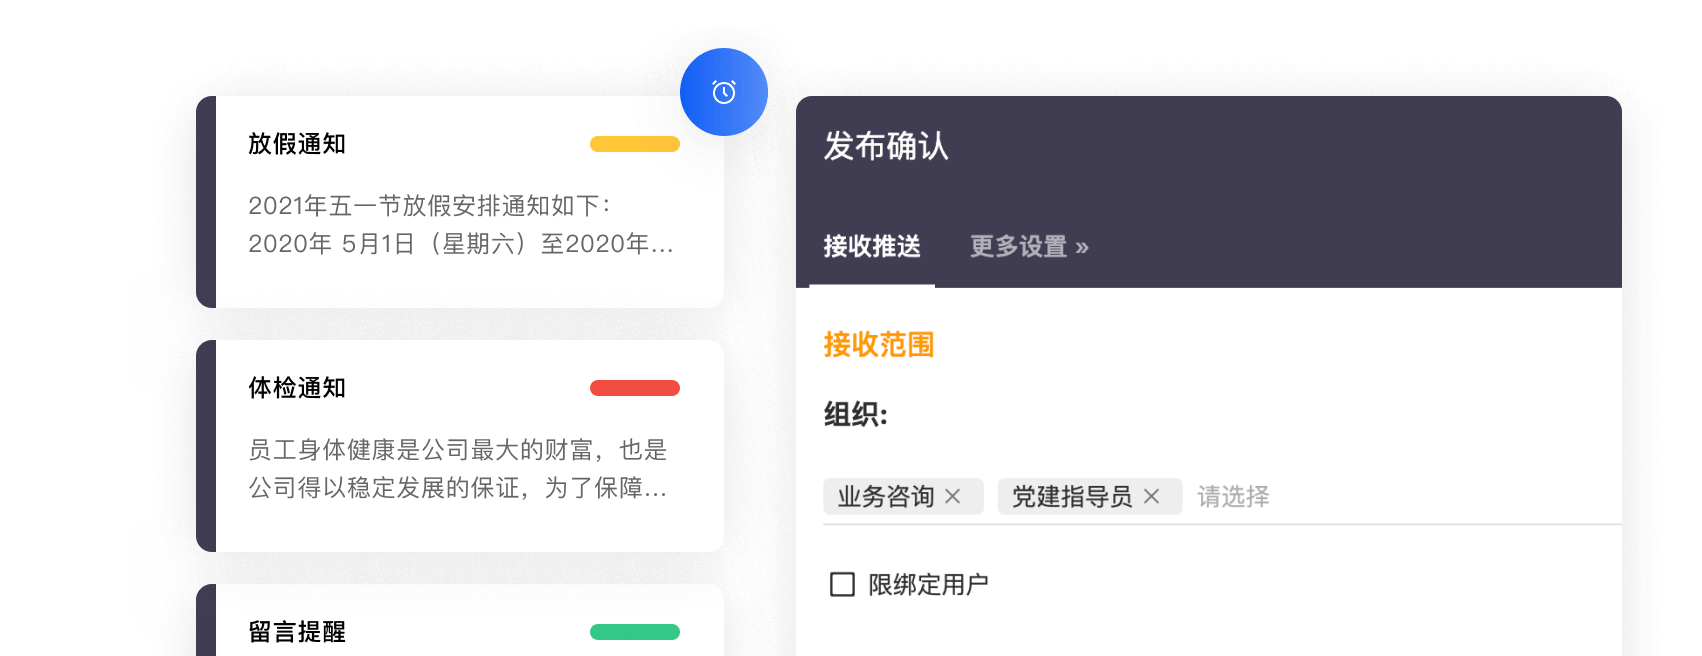 放假通知
2021年五一节放假安排通知如下：
2020年 5月1日（星期六）至2020年...
体检通知
员工身体健康是公司最大的财富，也是
公司得以稳定发展的保证，为了保障...
留言提醒
发布确认
接收推送 更多设置 »
接收范围
组织:
业务咨询 × 党建指导员 × 请选择
限绑定用户